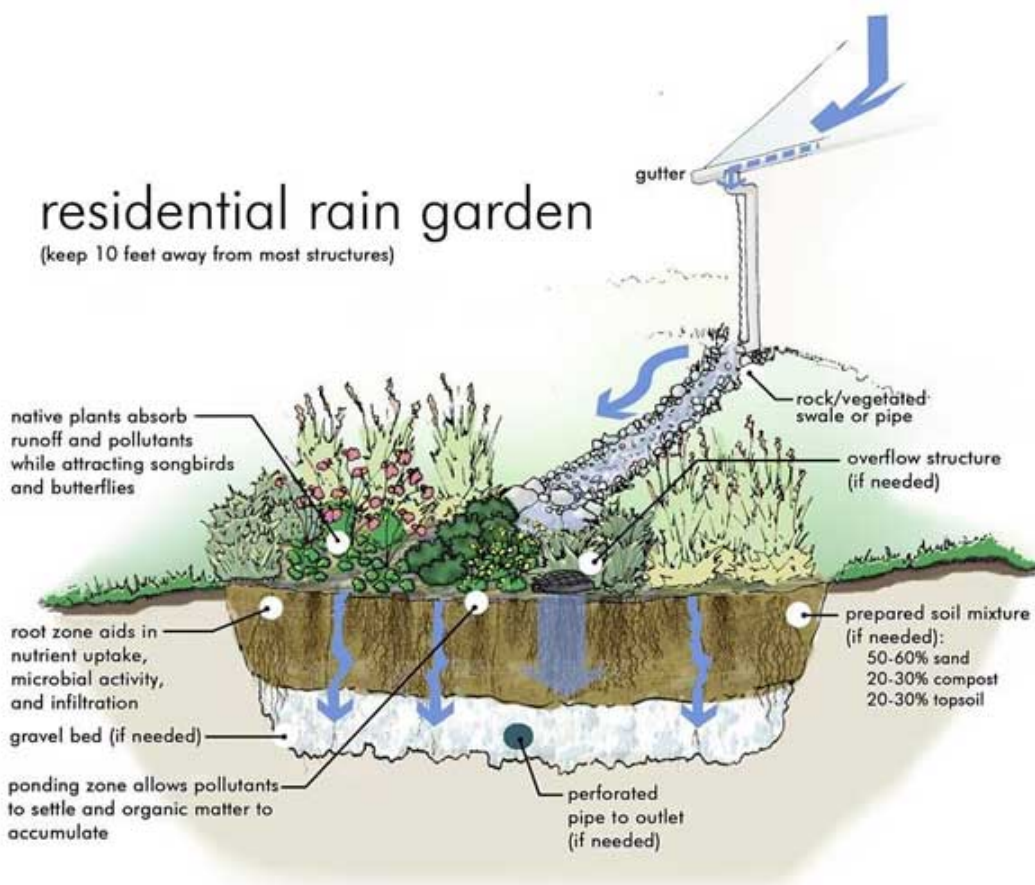 residential rain garden
(keep 10 feet away from most structures)
gutter
rock/vegetated
swale or pipe
native plants absorb
runoff and pollutants
while attracting songbirds
and butterflies
overflow structure
(if needed)
root zone aids in
nutrient uptake,
microbial activity,
and infiltration
prepared soil mixture
(if needed):
50-60% sand
20-30% compost
20-30% topsoil
gravel bed (if needed)
ponding zone allows pollutants
to settle and organic matter to
accumulate
perforated
pipe to outlet
(if needed)